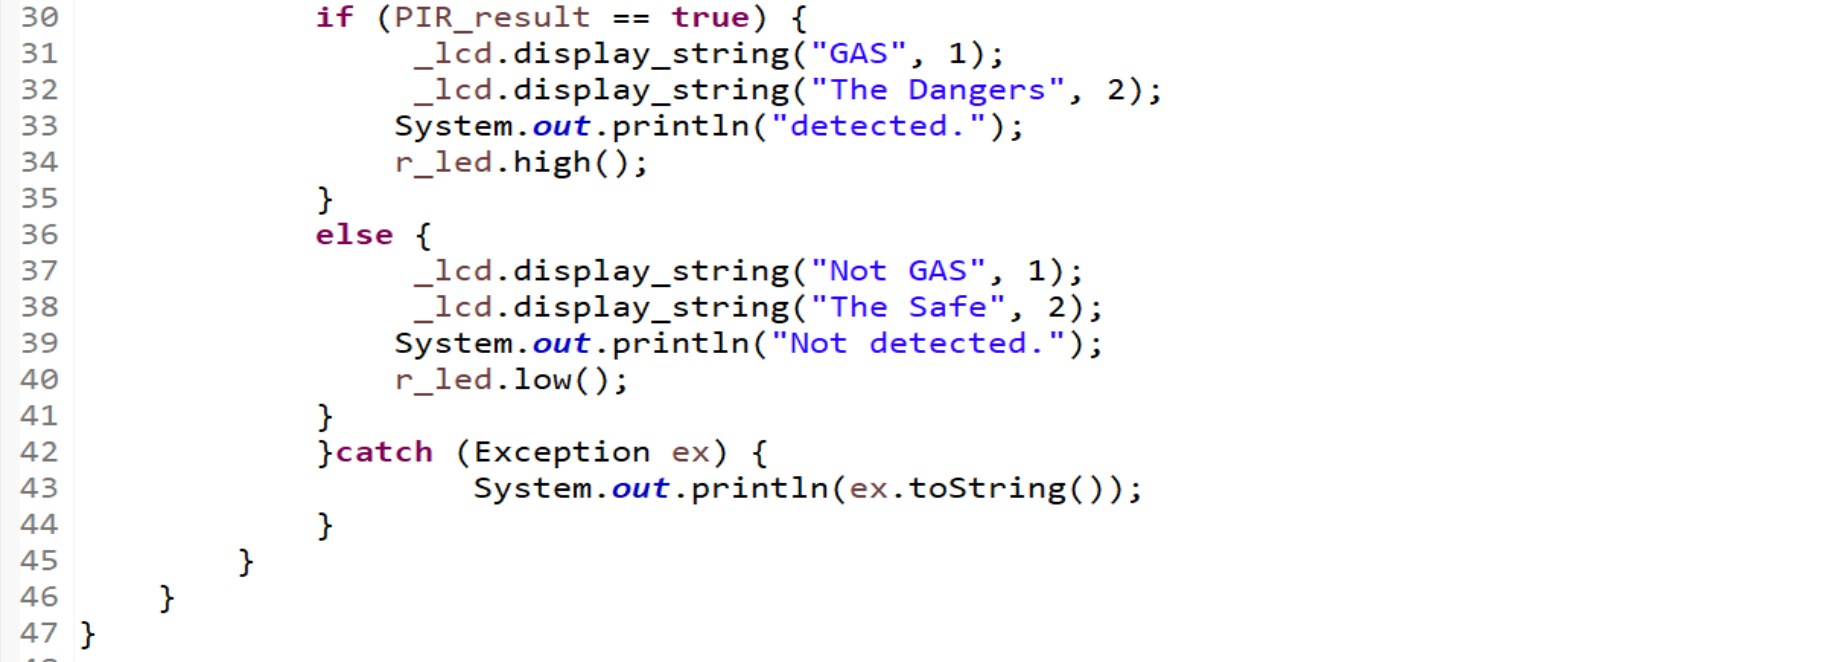 30 if (PIR_result == true) {
31 _lcd.display_string("GAS", 1);
32 _lcd.display_string("The Dangers", 2);
33 System.out.println("detected.");
34 r_led.high();
35 }
36 else {
37 _lcd.display_string("Not GAS", 1);
38 _lcd.display_string("The Safe", 2);
39 System.out.println("Not detected.");
40 r_led.low();
41 }
42 }catch (Exception ex) {
43 System.out.println(ex.toString());
44 }
45 }
46 }
47 }